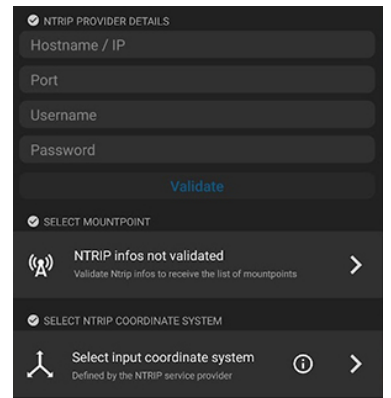 NTRIP PROVIDER DETAILS
Hostname / IP
Port
Username
Password
Validate
SELECT MOUNTPOINT
NTRIP infos not validated
Validate Ntrip infos to receive the list of mountpoints
SELECT NTRIP COORDINATE SYSTEM
Select input coordinate system
Defined by the NTRIP service provider